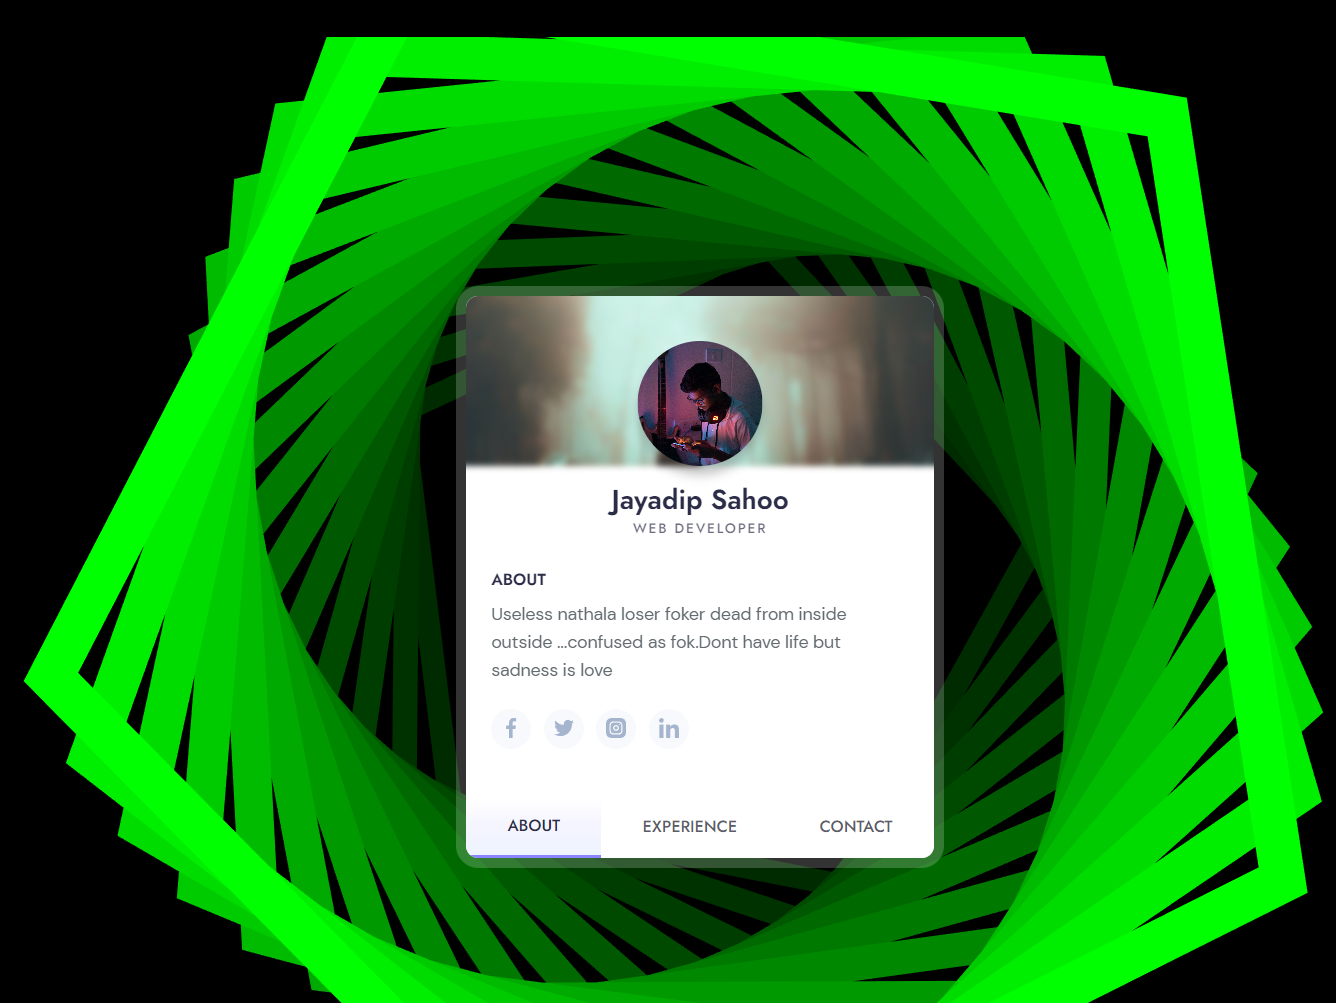 Jayadip Sahoo
WEB DEVELOPER
ABOUT
Useless nathala loser foker dead from inside
outside ...confused as fok.Dont have life but
sadness is love
ABOUT EXPERIENCE CONTACT